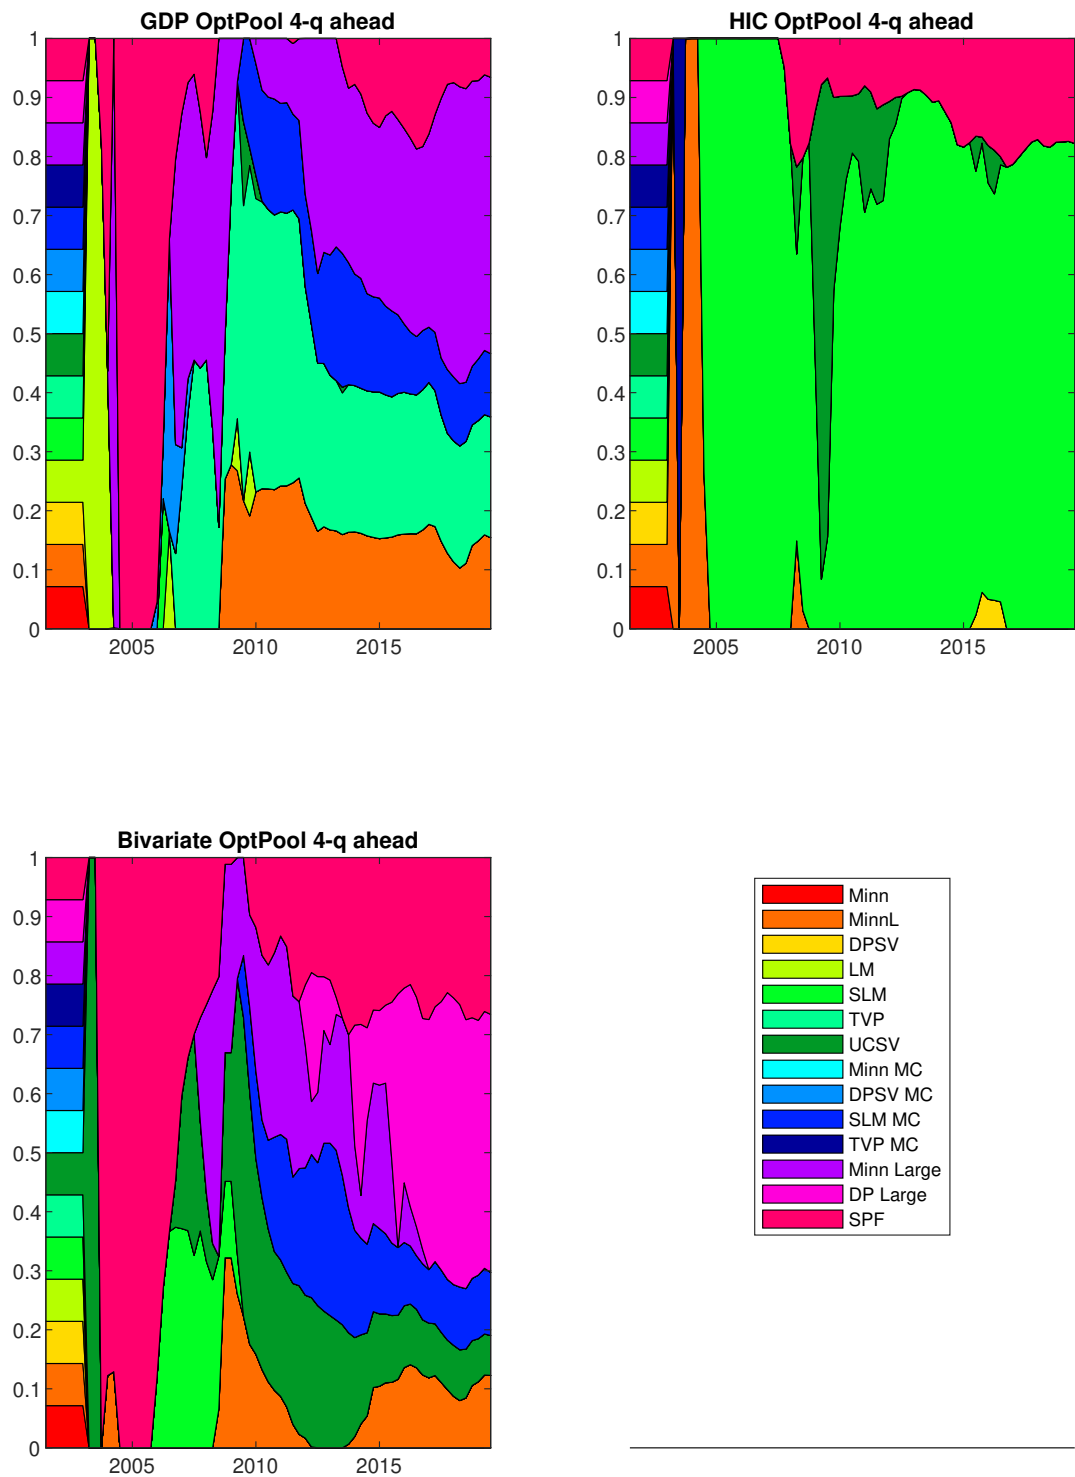 GDP OptPool 4-q ahead
1
0.9
0.8
0.7
0.6
0.5
0.4
0.3
0.2
0.1
0
2005 2010 2015
HIC OptPool 4-q ahead
1
0.9
0.8
0.7
0.6
0.5
0.4
0.3
0.2
0.1
0
2005 2010 2015
Bivariate OptPool 4-q ahead
1
0.9
0.8
0.7
0.6
0.5
0.4
0.3
0.2
0.1
0
2005 2010 2015
Minn
MinnL
DPSV
LM
SLM
TVP
UCSV
Minn MC
DPSV MC
SLM MC
TVP MC
Minn Large
DP Large
SPF